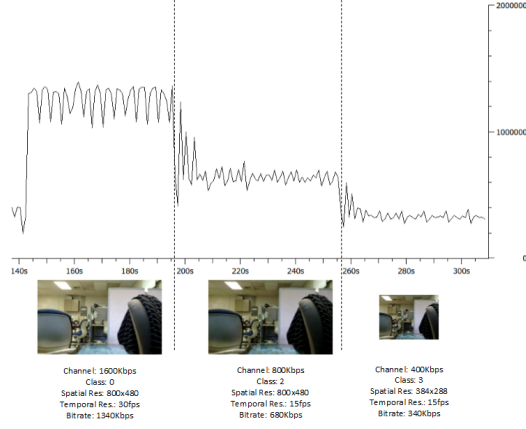 2000000
1000000
0
140s 160s 180s 200s 220s 240s 260s 280s 300s
Channel: 1600Kbps
Class: 0
Spatial Res: 800x480
Temporal Res.: 30fps
Bitrate: 1340Kbps
Channel: 800Kbps
Class: 2
Spatial Res: 800x480
Temporal Res.: 15fps
Bitrate: 680Kbps
Channel: 400Kbps
Class: 3
Spatial Res: 384x288
Temporal Res.: 15fps
Bitrate: 340Kbps